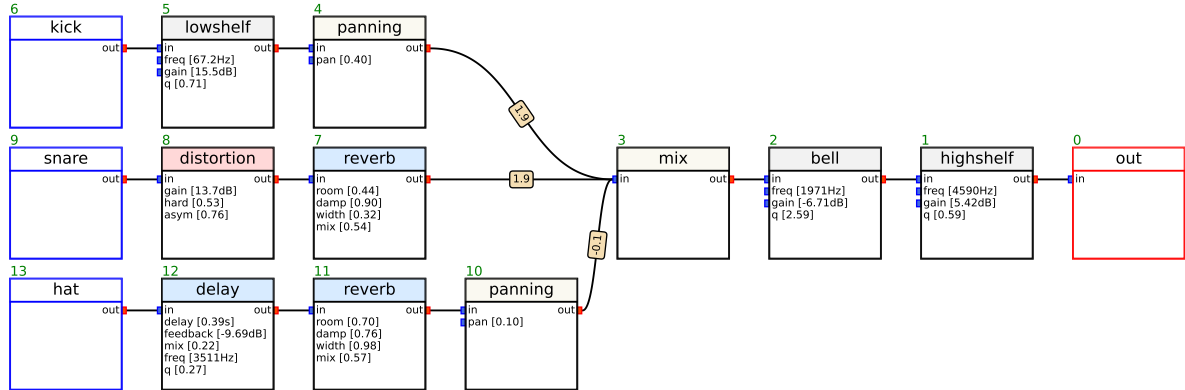 6
kick
out
5
lowshelf
in out
freq [67.2Hz]
gain [15.5dB]
q [0.71]
4
panning
in out
pan [0.40]
1.9
9
snare
out
8
distortion
in out
gain [13.7dB]
hard [0.53]
asym [0.76]
7
reverb
in out
room [0.44]
damp [0.90]
width [0.32]
mix [0.54]
1.9
3
mix
in out
2
bell
in out
freq [1971Hz]
gain [-6.71dB]
q [2.59]
1
highshelf
in out
freq [4590Hz]
gain [5.42dB]
q [0.59]
0
out
in
13
hat
out
12
delay
in out
delay [0.39s]
feedback [-9.69dB]
mix [0.22]
freq [3511Hz]
q [0.27]
11
reverb
in out
room [0.70]
damp [0.76]
width [0.98]
mix [0.57]
10
panning
in out
pan [0.10]
-0.1